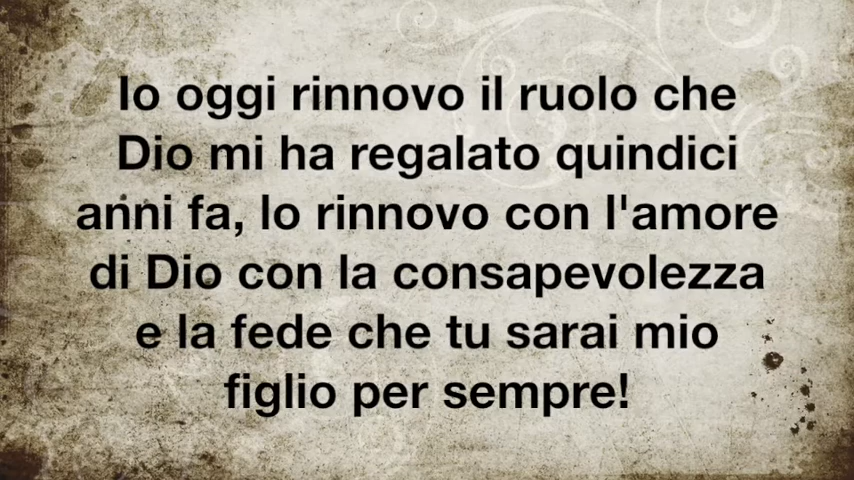 Io oggi rinnovo il ruolo che
Dio mi ha regalato quindici
anni fa, lo rinnovo con l'amore
di Dio con la consapevolezza
e la fede che tu sarai mio
figlio per sempre!